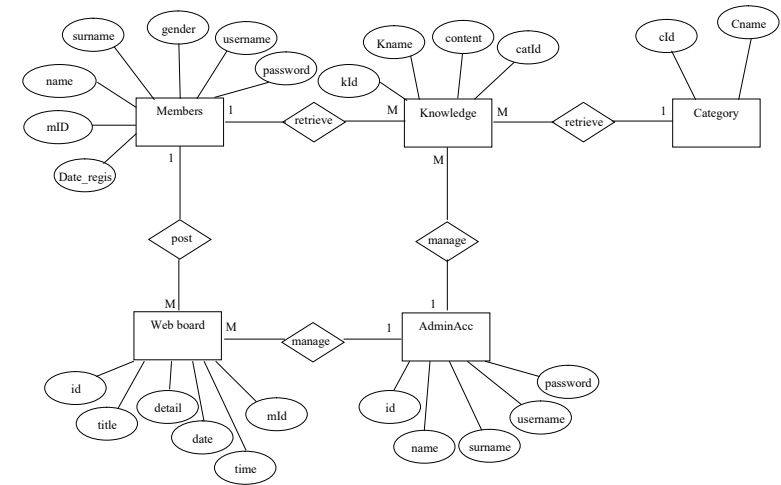 surname
gender
username
password
name
mID
Date_regis
Members
1
retrieve
M
Kname
content
catId
kId
Knowledge
M
retrieve
1
cId
Cname
Category
1
post
M
M
manage
1
Web board
M
manage
1
AdminAcc
id
title
detail
date
time
mId
id
name
surname
username
password